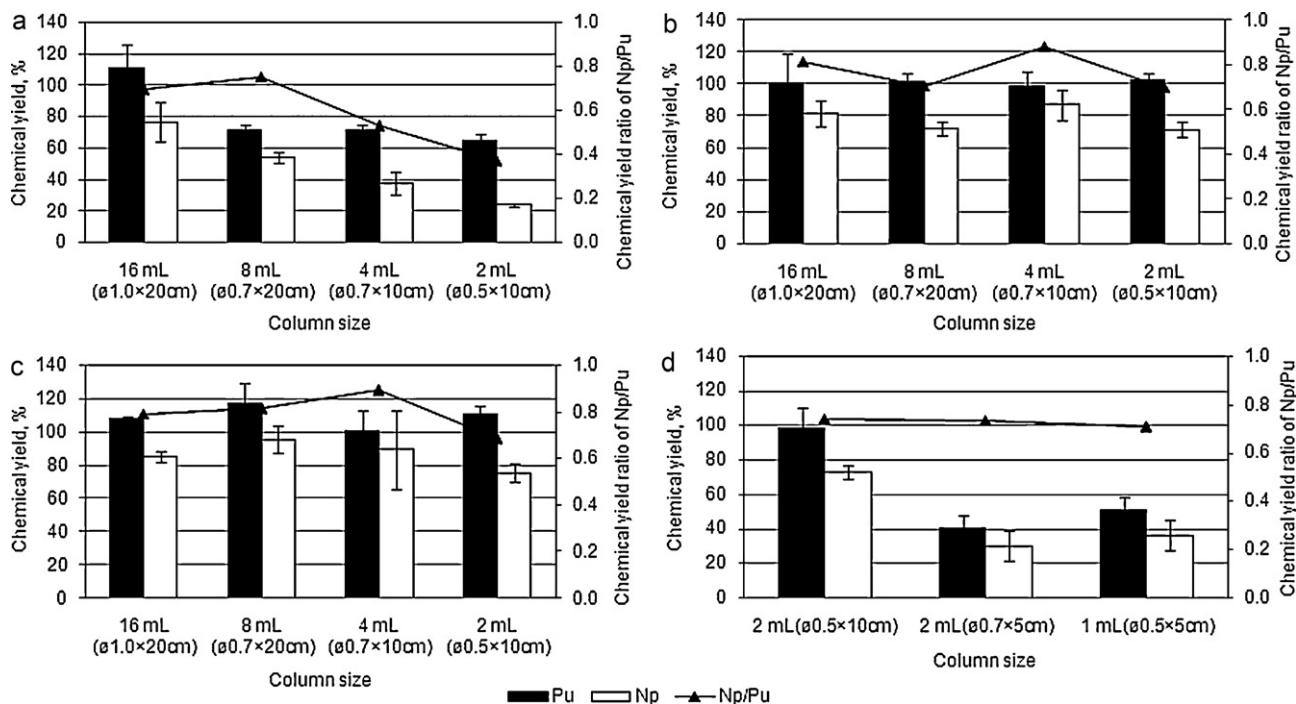 a
Chemical yield, %
140
120
100
80
60
40
20
0
1.0
0.8
0.6
0.4
0.2
0.0
Chemical yield ratio of Np/Pu
16 mL 8 mL 4 mL 2 mL
(ø1.0×20cm) (ø0.7×20cm) (ø0.7×10cm) (ø0.5×10cm)
Column size
b
Chemical yield, %
140
120
100
80
60
40
20
0
1.0
0.8
0.6
0.4
0.2
0.0
Chemical yield ratio of Np/Pu
16 mL 8 mL 4 mL 2 mL
(ø1.0×20cm) (ø0.7×20cm) (ø0.7×10cm) (ø0.5×10cm)
Column size
c
Chemical yield, %
140
120
100
80
60
40
20
0
1.0
0.8
0.6
0.4
0.2
0.0
Chemical yield ratio of Np/Pu
16 mL 8 mL 4 mL 2 mL
(ø1.0×20cm) (ø0.7×20cm) (ø0.7×10cm) (ø0.5×10cm)
Column size
d
Chemical yield, %
140
120
100
80
60
40
20
0
1.0
0.8
0.6
0.4
0.2
0.0
Chemical yield ratio of Np/Pu
2 mL(ø0.5×10cm) 2 mL(ø0.7×5cm) 1 mL(ø0.5×5cm)
Column size
Pu Np Np/Pu